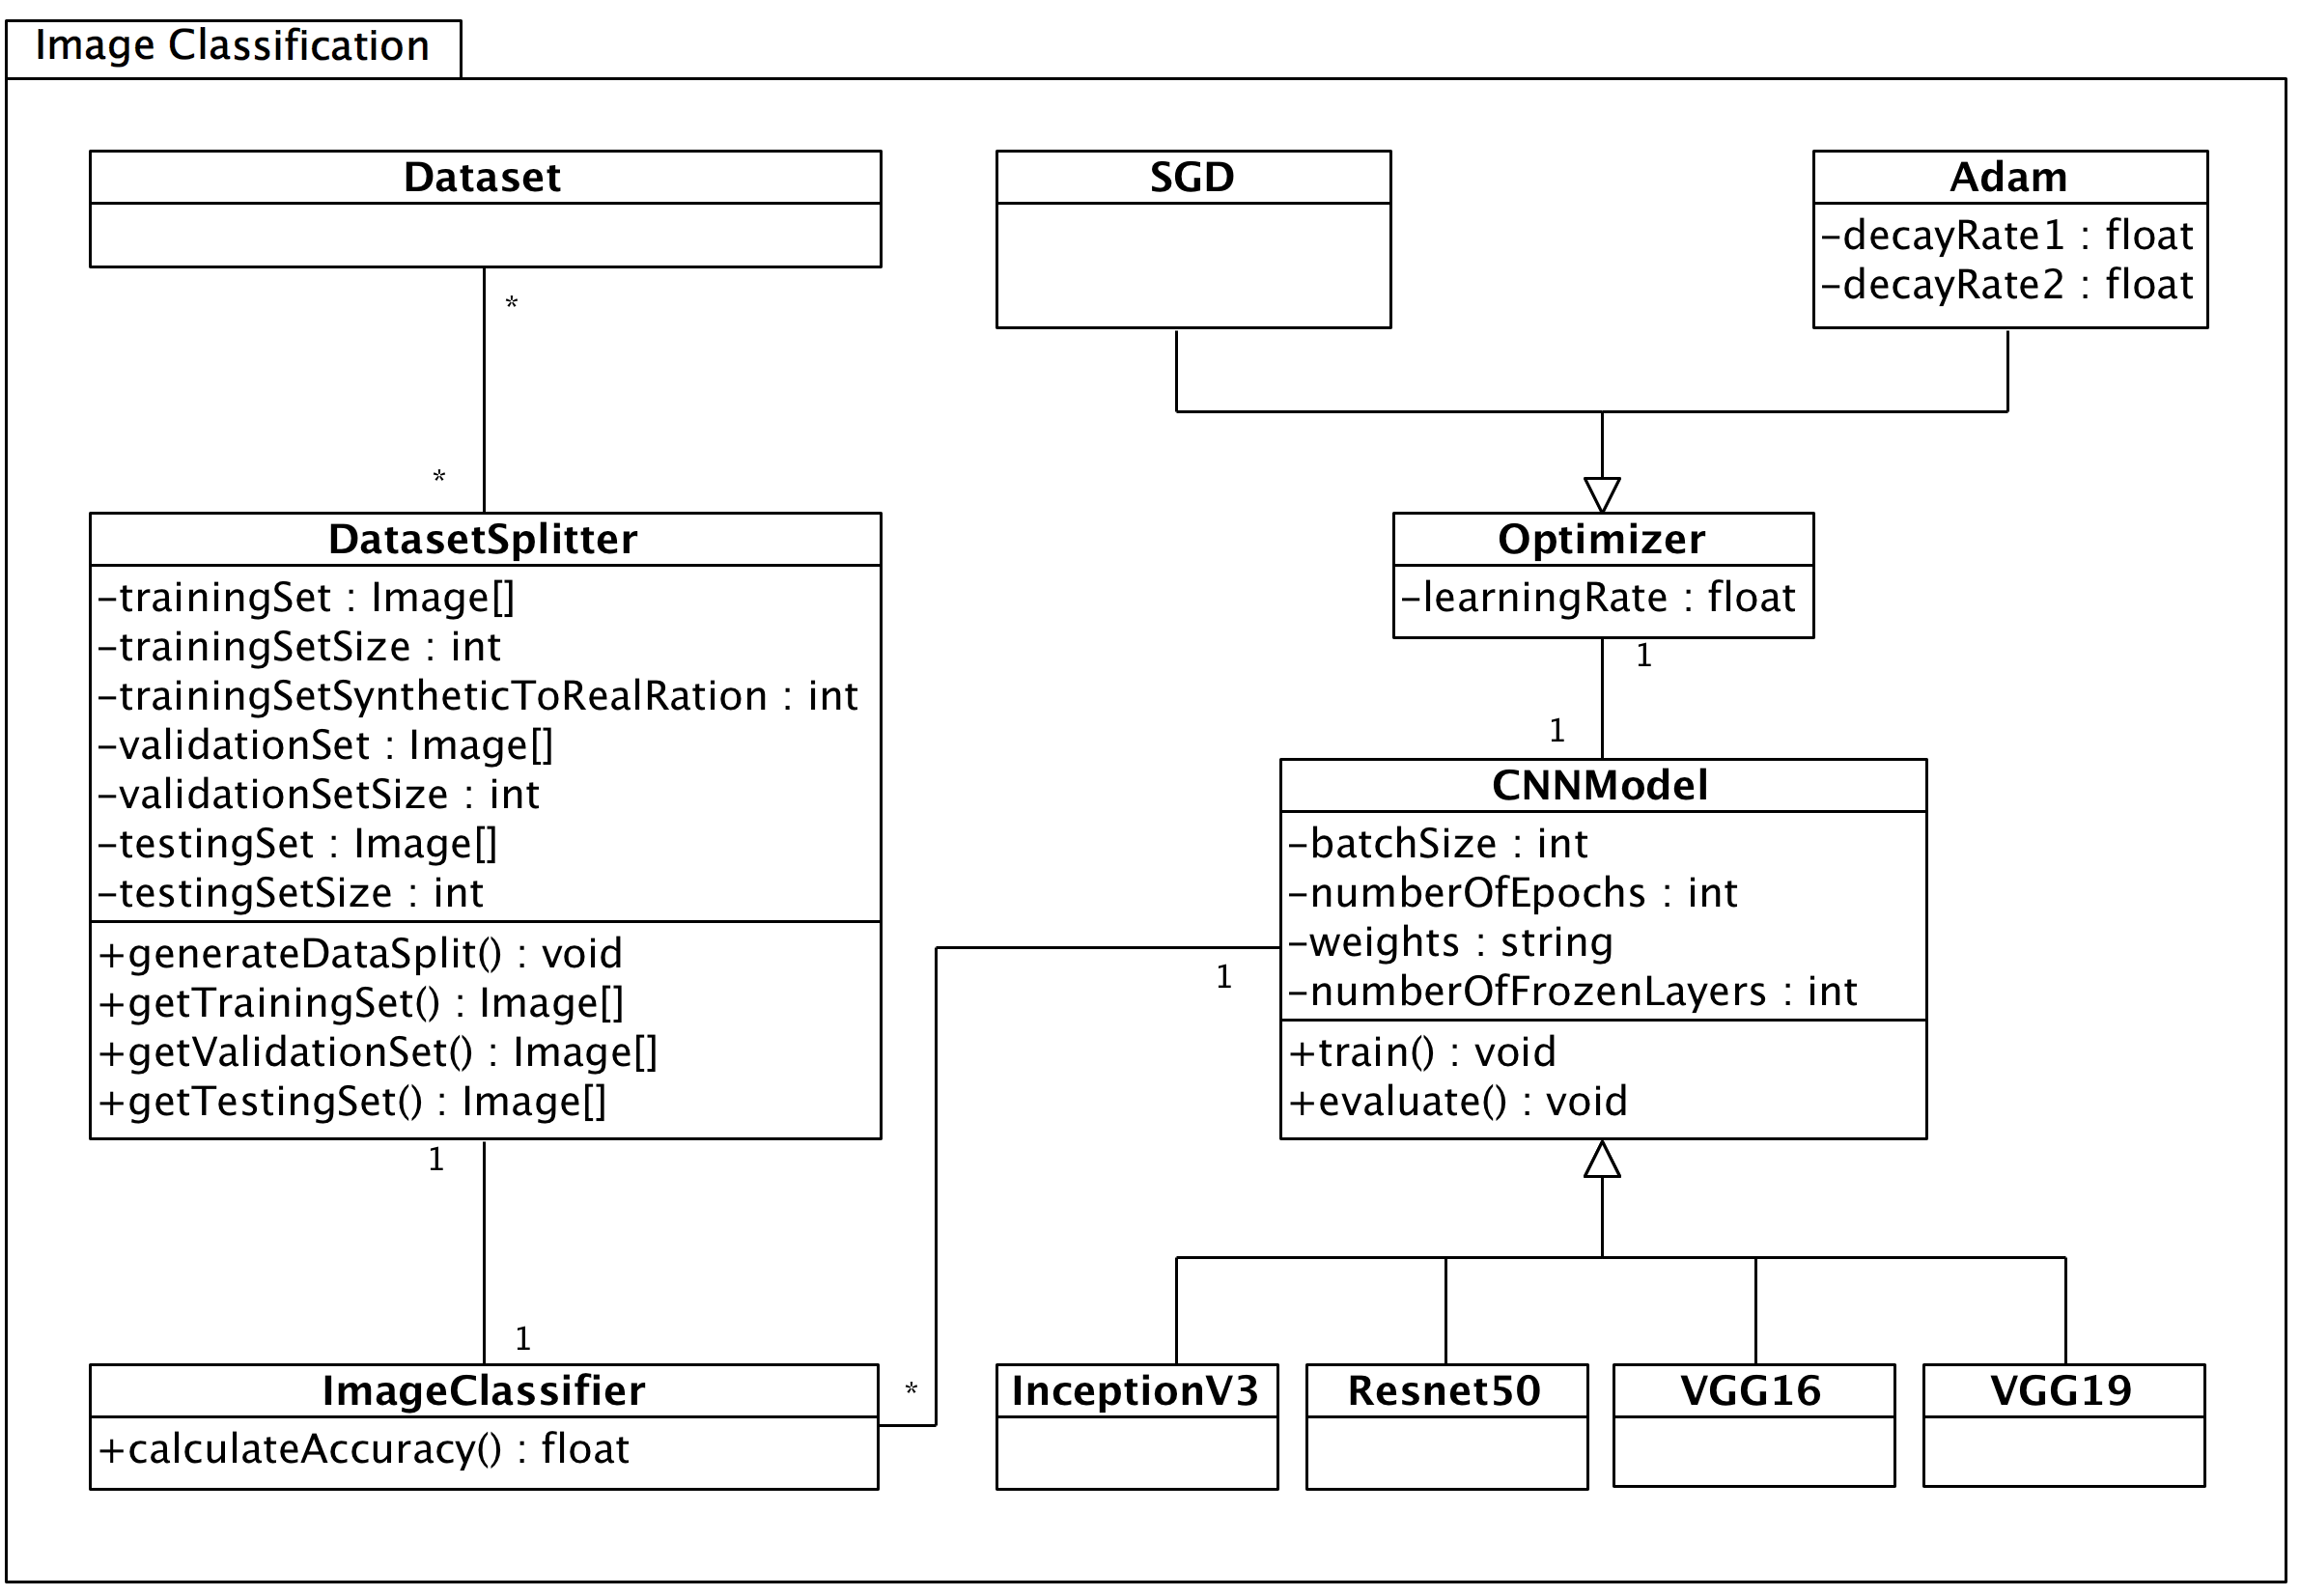 Image Classification
Dataset
*
*
DatasetSplitter
-trainingSet : Image[]
-trainingSetSize : int
-trainingSetSyntheticToRealRation : int
-validationSet : Image[]
-validationSetSize : int
-testingSet : Image[]
-testingSetSize : int
+generateDataSplit() : void
+getTrainingSet() : Image[]
+getValidationSet() : Image[]
+getTestingSet() : Image[]
1
1
ImageClassifier
+calculateAccuracy() : float
*
1
SGD
Adam
-decayRate1 : float
-decayRate2 : float
Optimizer
-learningRate : float
1
1
CNNModel
-batchSize : int
-numberOfEpochs : int
-weights : string
-numberOfFrozenLayers : int
+train() : void
+evaluate() : void
InceptionV3
Resnet50
VGG16
VGG19